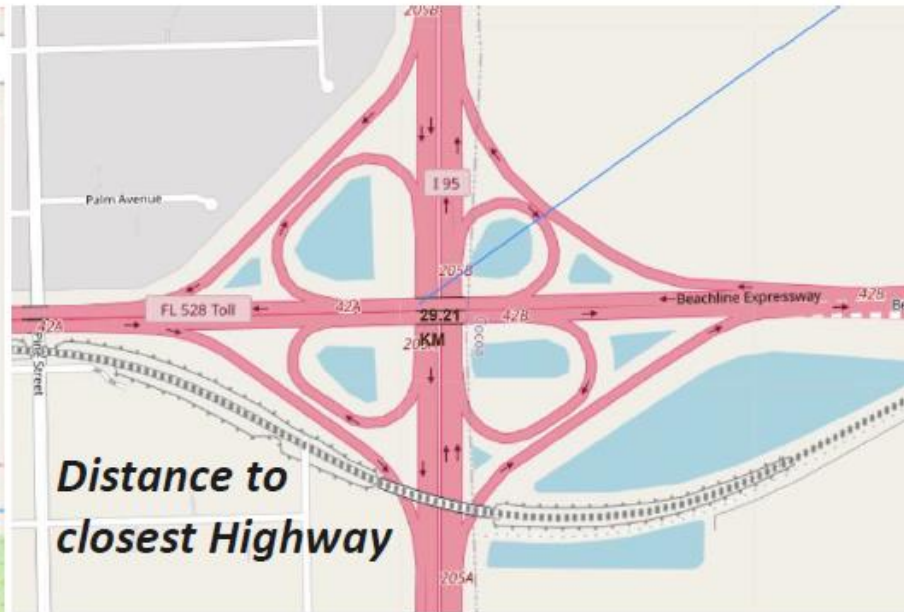 205B
Palm Avenue
I 95
205B
FL 528 Toll
42A
Beachline Expressway
42B
42A
29.21
42B
KM
Street
Distance to
closest Highway
205A